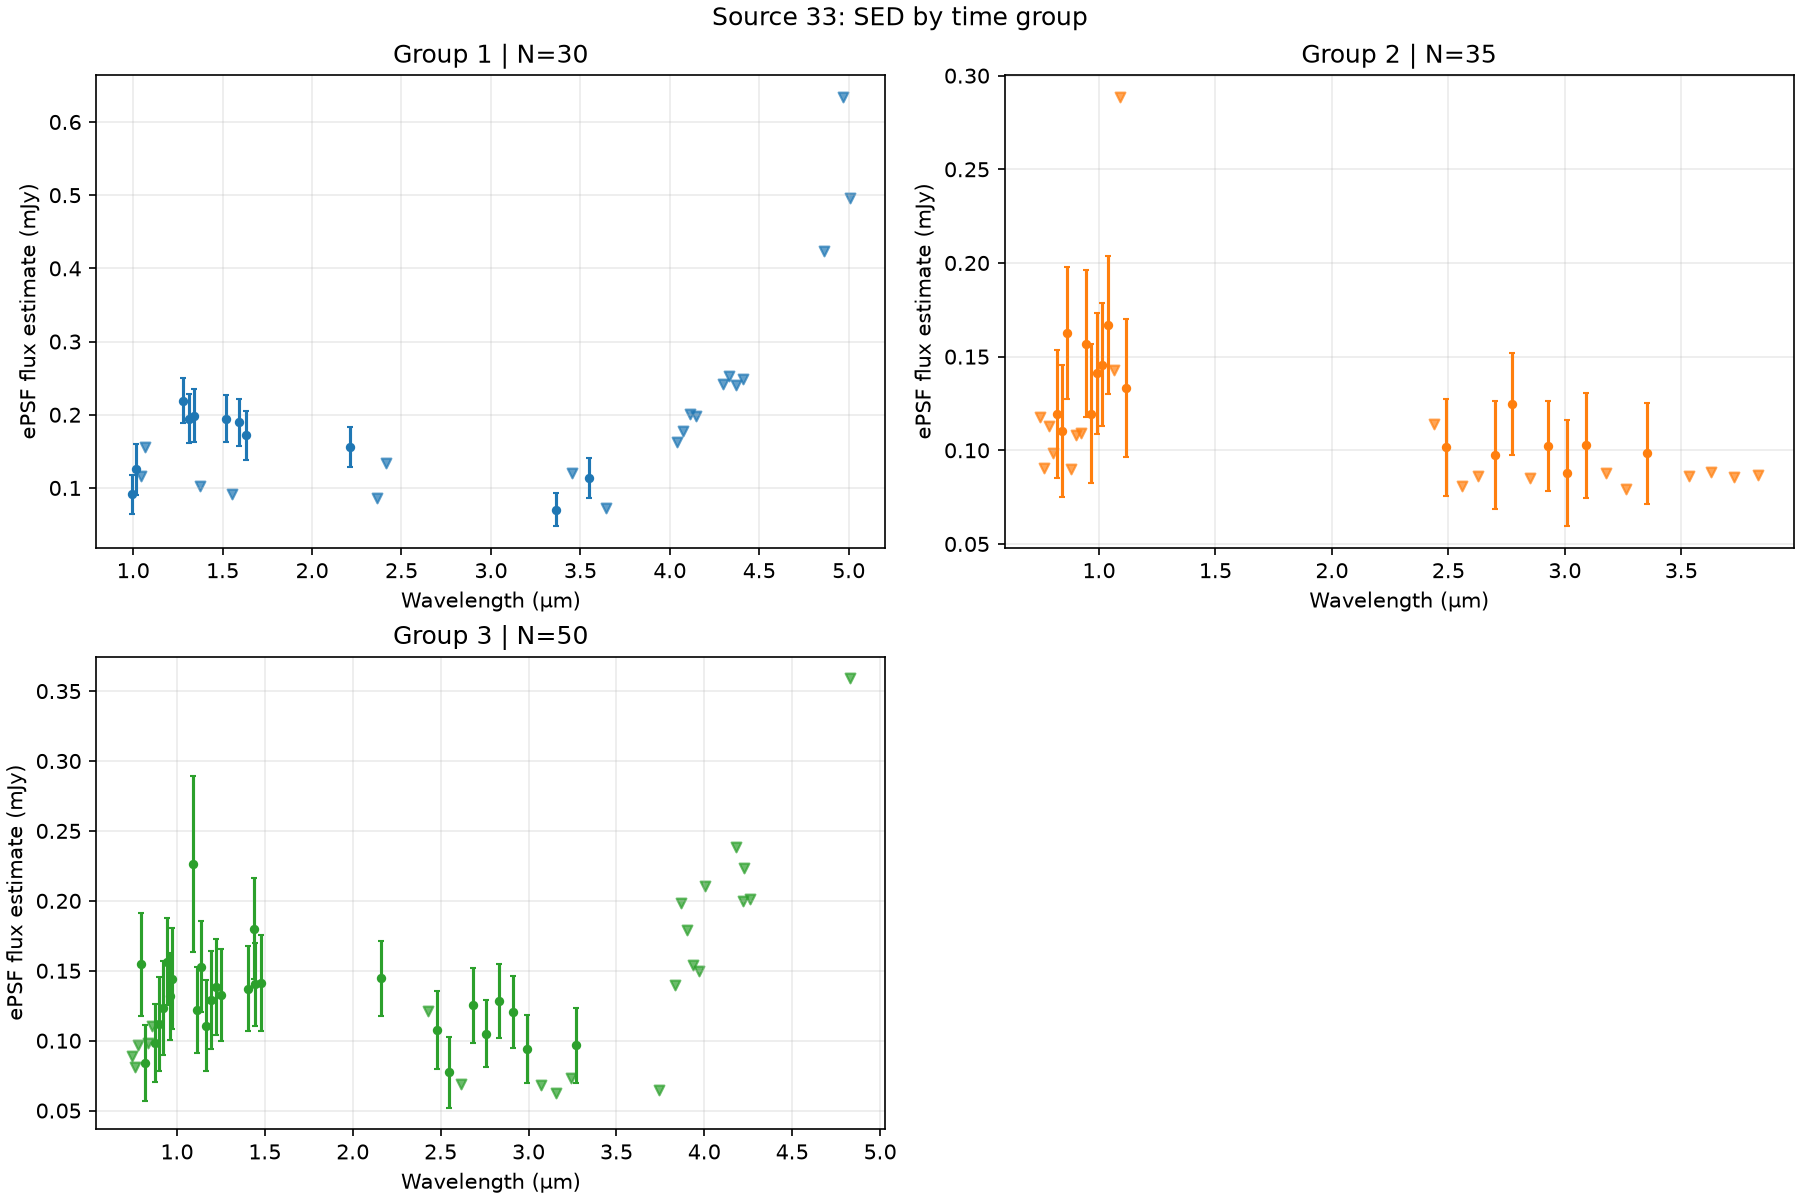 Source 33: SED by time group
Group 1 | N=30
ePSF flux estimate (mJy)
0.6
0.5
0.4
0.3
0.2
0.1
1.0 1.5 2.0 2.5 3.0 3.5 4.0 4.5 5.0
Wavelength (μm)
Group 2 | N=35
ePSF flux estimate (mJy)
0.30
0.25
0.20
0.15
0.10
0.05
1.0 1.5 2.0 2.5 3.0 3.5
Wavelength (μm)
Group 3 | N=50
ePSF flux estimate (mJy)
0.35
0.30
0.25
0.20
0.15
0.10
0.05
1.0 1.5 2.0 2.5 3.0 3.5 4.0 4.5 5.0
Wavelength (μm)